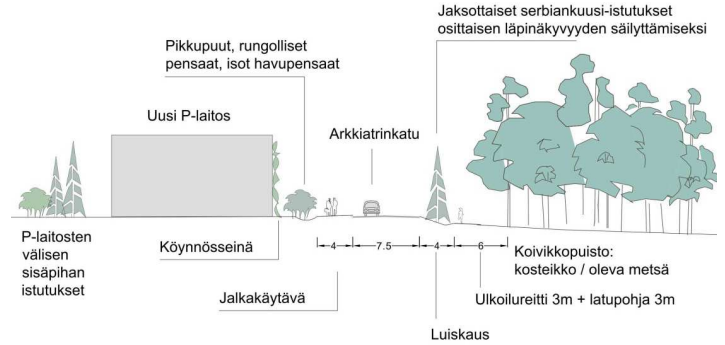 Jaksottaiset serbiankuusi-istutukset
osittaisen läpinäkyvyyden säilyttämiseksi
Pikkupuut, rungolliset
pensaat, isot havupensaat
Uusi P-laitos
Arkkiatrinkatu
P-laitosten
välisen
sisäpihan
istutukset
Köynnösseinä
4
7.5
4
6
Koivikkopuisto:
kosteikko / oleva metsä
Jalkakäytävä
Ulkoilureitti 3m + latupohja 3m
Luiskaus